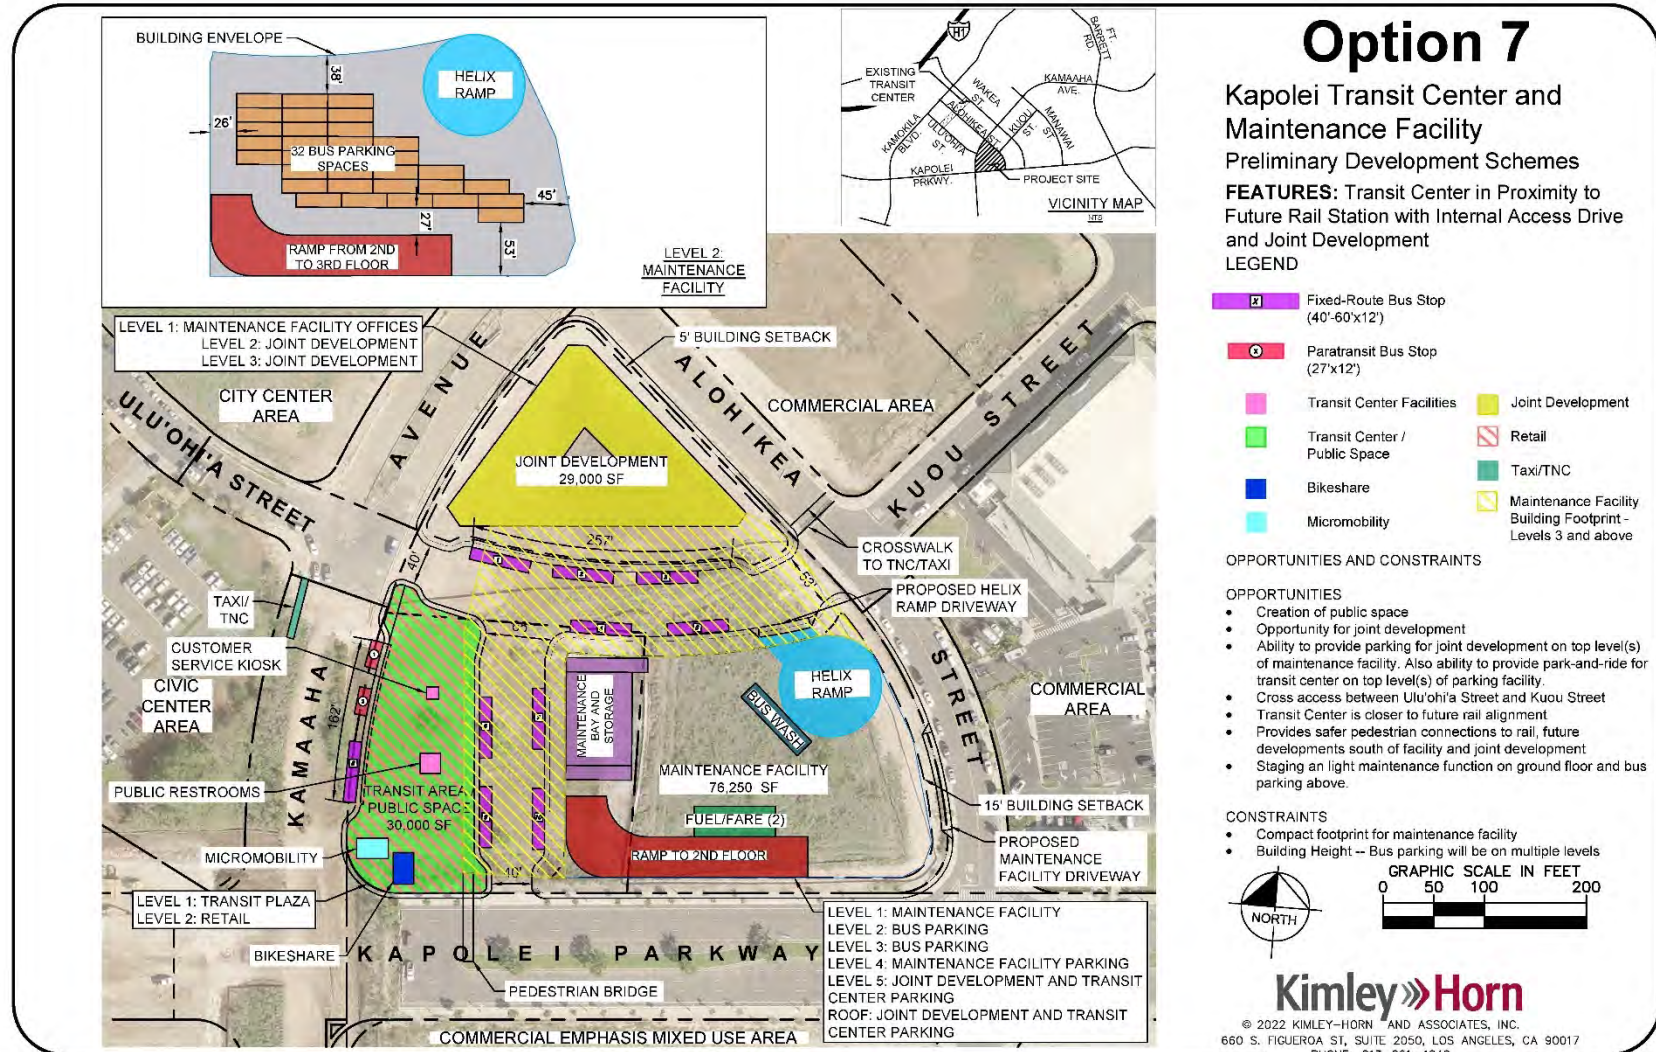 BUILDING ENVELOPE
38'
HELIX
RAMP
26'
32 BUS PARKING
SPACES
45'
27'
53'
RAMP FROM 2ND
TO 3RD FLOOR
LEVEL 2:
MAINTENANCE
FACILITY
H1
FT.
BARRETT
RD.
EXISTING
TRANSIT
CENTER
WAKEA
ST.
KAMAAHA
AVE.
ALOHIKEA ST.
KUOU
ST.
MANAWAI
ST
KAMOKILA
BLVD.
ULU'OHI'A
ST.
KAPOLEI
PRKWY.
PROJECT SITE
VICINITY MAP
NTS
Option 7
Kapolei Transit Center and
Maintenance Facility
Preliminary Development Schemes
FEATURES: Transit Center in Proximity to
Future Rail Station with Internal Access Drive
and Joint Development
LEGEND
Fixed-Route Bus Stop
(40'-60'x12')
Paratransit Bus Stop
(27'x12')
Transit Center Facilities
Joint Development
Transit Center /
Public Space
Retail
Taxi/TNC
Bikeshare
Maintenance Facility
Building Footprint -
Levels 3 and above
Micromobility
OPPORTUNITIES AND CONSTRAINTS
OPPORTUNITIES
• Creation of public space
• Opportunity for joint development
• Ability to provide parking for joint development on top level(s)
of maintenance facility. Also ability to provide park-and-ride for
transit center on top level(s) of parking facility.
• Cross access between Ulu'ohi'a Street and Kuou Street
• Transit Center is closer to future rail alignment
• Provides safer pedestrian connections to rail, future
developments south of facility and joint development
• Staging an light maintenance function on ground floor and bus
parking above.
CONSTRAINTS
• Compact footprint for maintenance facility
• Building Height -- Bus parking will be on multiple levels
GRAPHIC SCALE IN FEET
0 50 100 200
NORTH
Kimley»Horn
© 2022 KIMLEY-HORN AND ASSOCIATES, INC.
660 S. FIGUEROA ST, SUITE 2050, LOS ANGELES, CA 90017
LEVEL 1: MAINTENANCE FACILITY OFFICES
LEVEL 2: JOINT DEVELOPMENT
LEVEL 3: JOINT DEVELOPMENT
5' BUILDING SETBACK
CITY CENTER
AREA
AVENUE
ALOHIKEA
COMMERCIAL AREA
KUOU STREET
ULU'OHI'A STREET
JOINT DEVELOPMENT
29,000 SF
257'
40'
53'
CROSSWALK
TO TNC/TAXI
PROPOSED HELIX
RAMP DRIVEWAY
TAXI/
TNC
CUSTOMER
SERVICE KIOSK
CIVIC
CENTER
AREA
KAMAAHA
162'
HELIX
RAMP
STREET
COMMERCIAL
AREA
MAINTENANCE
BAY AND
STORAGE
BUS WASH
MAINTENANCE FACILITY
76,250 SF
PUBLIC RESTROOMS
TRANSIT AREA/
PUBLIC SPACE
30,000 SF
15' BUILDING SETBACK
FUEL/FARE (2)
MICROMOBILITY
RAMP TO 2ND FLOOR
PROPOSED
MAINTENANCE
FACILITY DRIVEWAY
40'
LEVEL 1: TRANSIT PLAZA
LEVEL 2: RETAIL
BIKESHARE
KAPOLEI PARKWAY
PEDESTRIAN BRIDGE
LEVEL 1: MAINTENANCE FACILITY
LEVEL 2: BUS PARKING
LEVEL 3: BUS PARKING
LEVEL 4: MAINTENANCE FACILITY PARKING
LEVEL 5: JOINT DEVELOPMENT AND TRANSIT
CENTER PARKING
ROOF: JOINT DEVELOPMENT AND TRANSIT
CENTER PARKING
COMMERCIAL EMPHASIS MIXED USE AREA